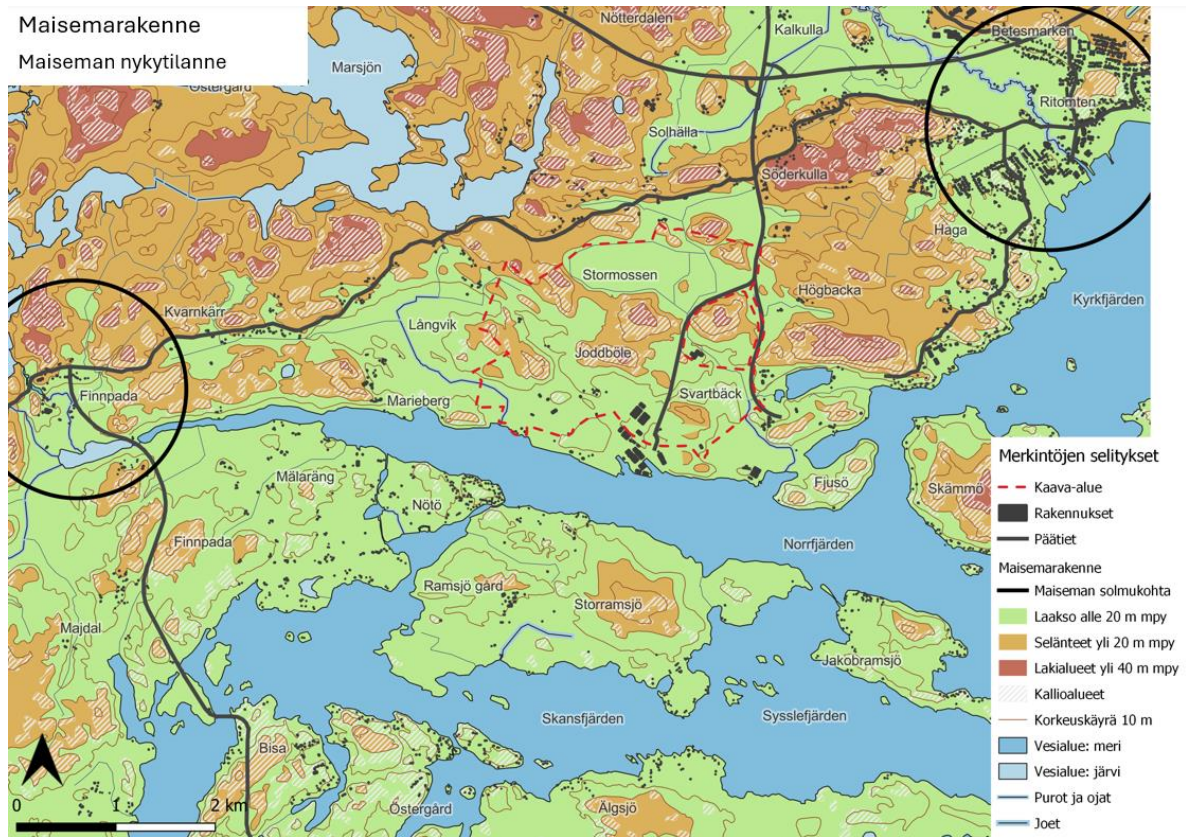 Maisemarakenne
Maiseman nykytilanne
Nötterdalen
Kalkulla
Betesmarken
Marsjön
Östergård
Ritomten
Solhälla
Söderkulla
Haga
Stormossen
Högbacka
Kyrkfjärden
Kvarnkärr
Långvik
Joddböle
Finnpada
Marieberg
Svartbäck
Mälaräng
Nötö
Fjusö
Skämmö
Finnpada
Norrfjärden
Ramsjö gård
Storramsjö
Majdal
Jakobramsjö
Skansfjärden
Sysslefjärden
Bisa
Östergård
Älgsjö
0 1 2 km
Merkintöjen selitykset
Kaava-alue
Rakennukset
Päätiet
Maisemarakenne
Maiseman solmukohta
Laakso alle 20 m mpy
Selänteet yli 20 m mpy
Lakialueet yli 40 m mpy
Kallioalueet
Korkeuskäyrä 10 m
Vesialue: meri
Vesialue: järvi
Purot ja ojat
Joet